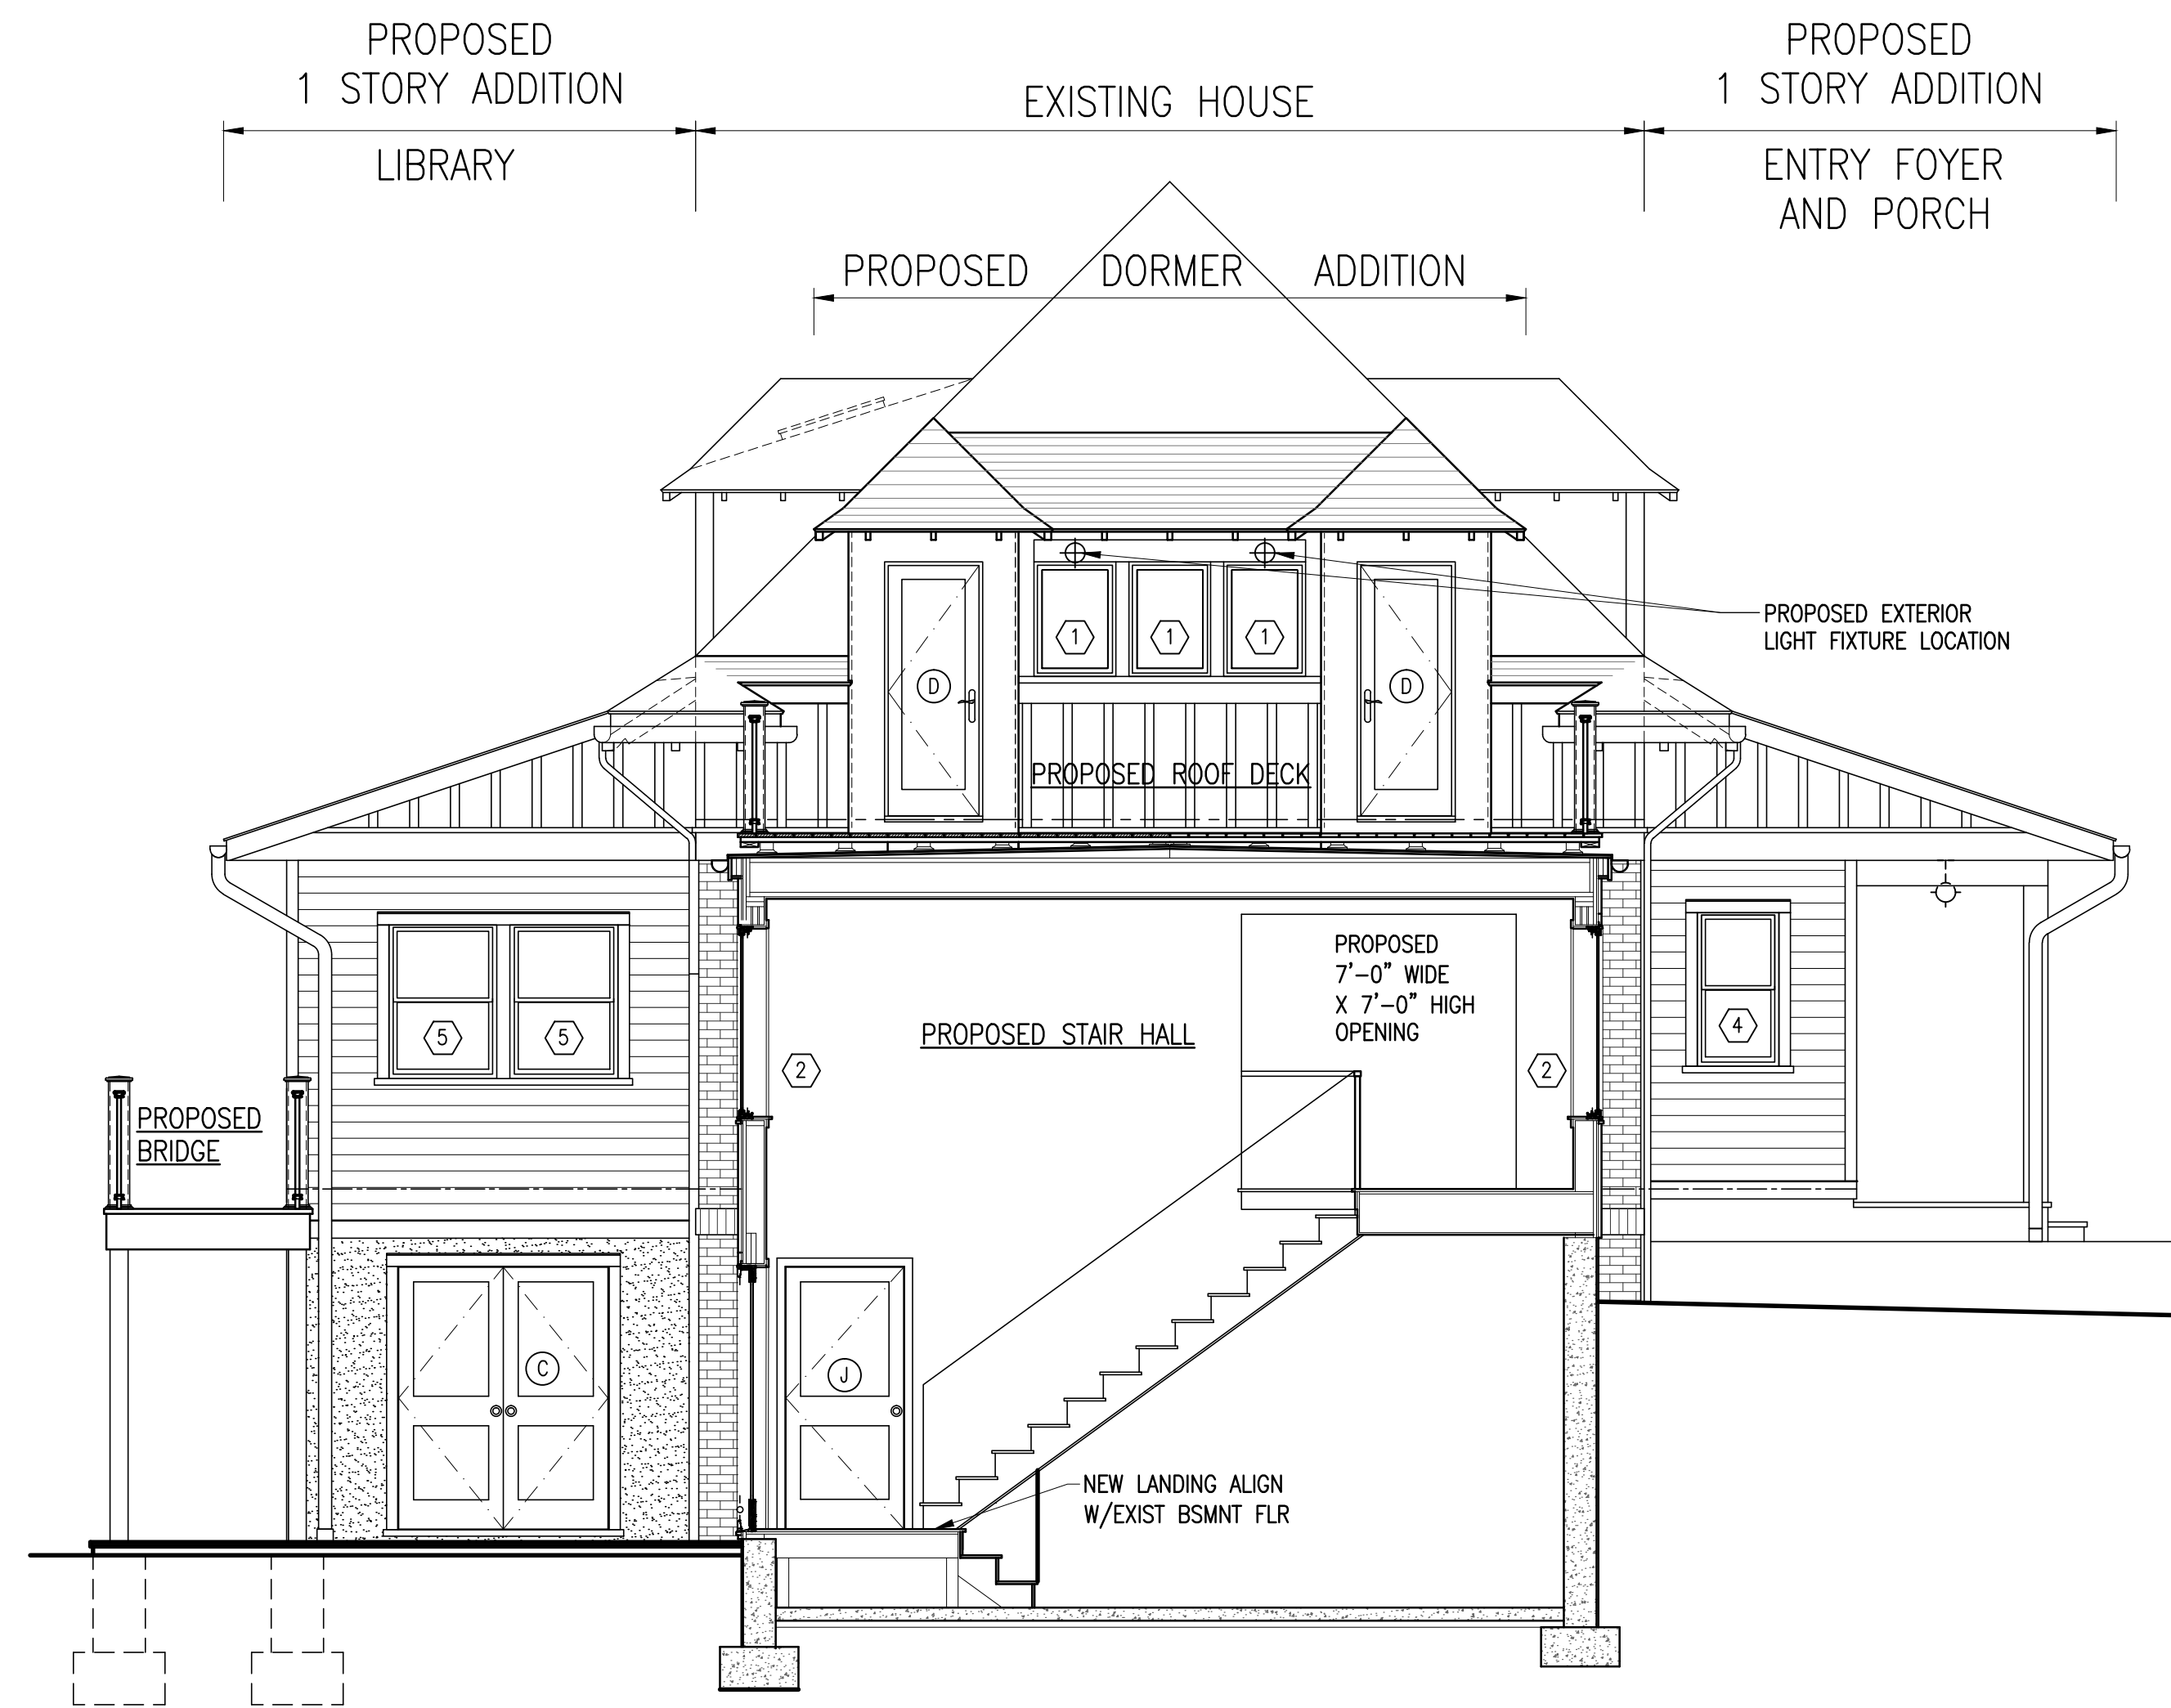 PROPOSED
1 STORY ADDITION
LIBRARY
EXISTING HOUSE
PROPOSED
1 STORY ADDITION
ENTRY FOYER
AND PORCH
PROPOSED DORMER ADDITION
PROPOSED EXTERIOR
LIGHT FIXTURE LOCATION
1
1
1
D
D
PROPOSED ROOF DECK
PROPOSED
7'-0" WIDE
X 7'-0" HIGH
OPENING
PROPOSED STAIR HALL
5
5
2
2
4
PROPOSED
BRIDGE
C
J
NEW LANDING ALIGN
W/EXIST BSMNT FLR